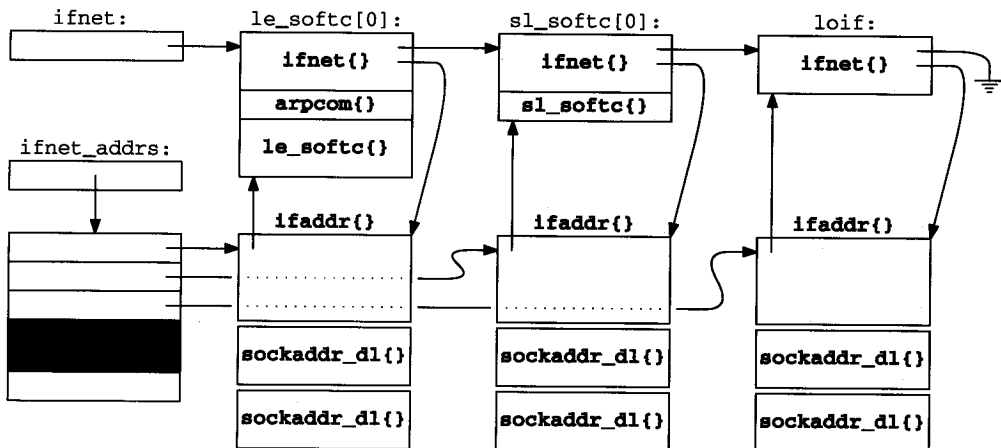 ifnet:
le_softc[0]:
sl_softc[0]:
loif:
ifnet{}
ifnet{}
ifnet{}
arpcom{}
sl_softc{}
le_softc{}
ifnet_addrs:
ifaddr{}
ifaddr{}
ifaddr{}
sockaddr_dl{}
sockaddr_dl{}
sockaddr_dl{}
sockaddr_dl{}
sockaddr_dl{}
sockaddr_dl{}